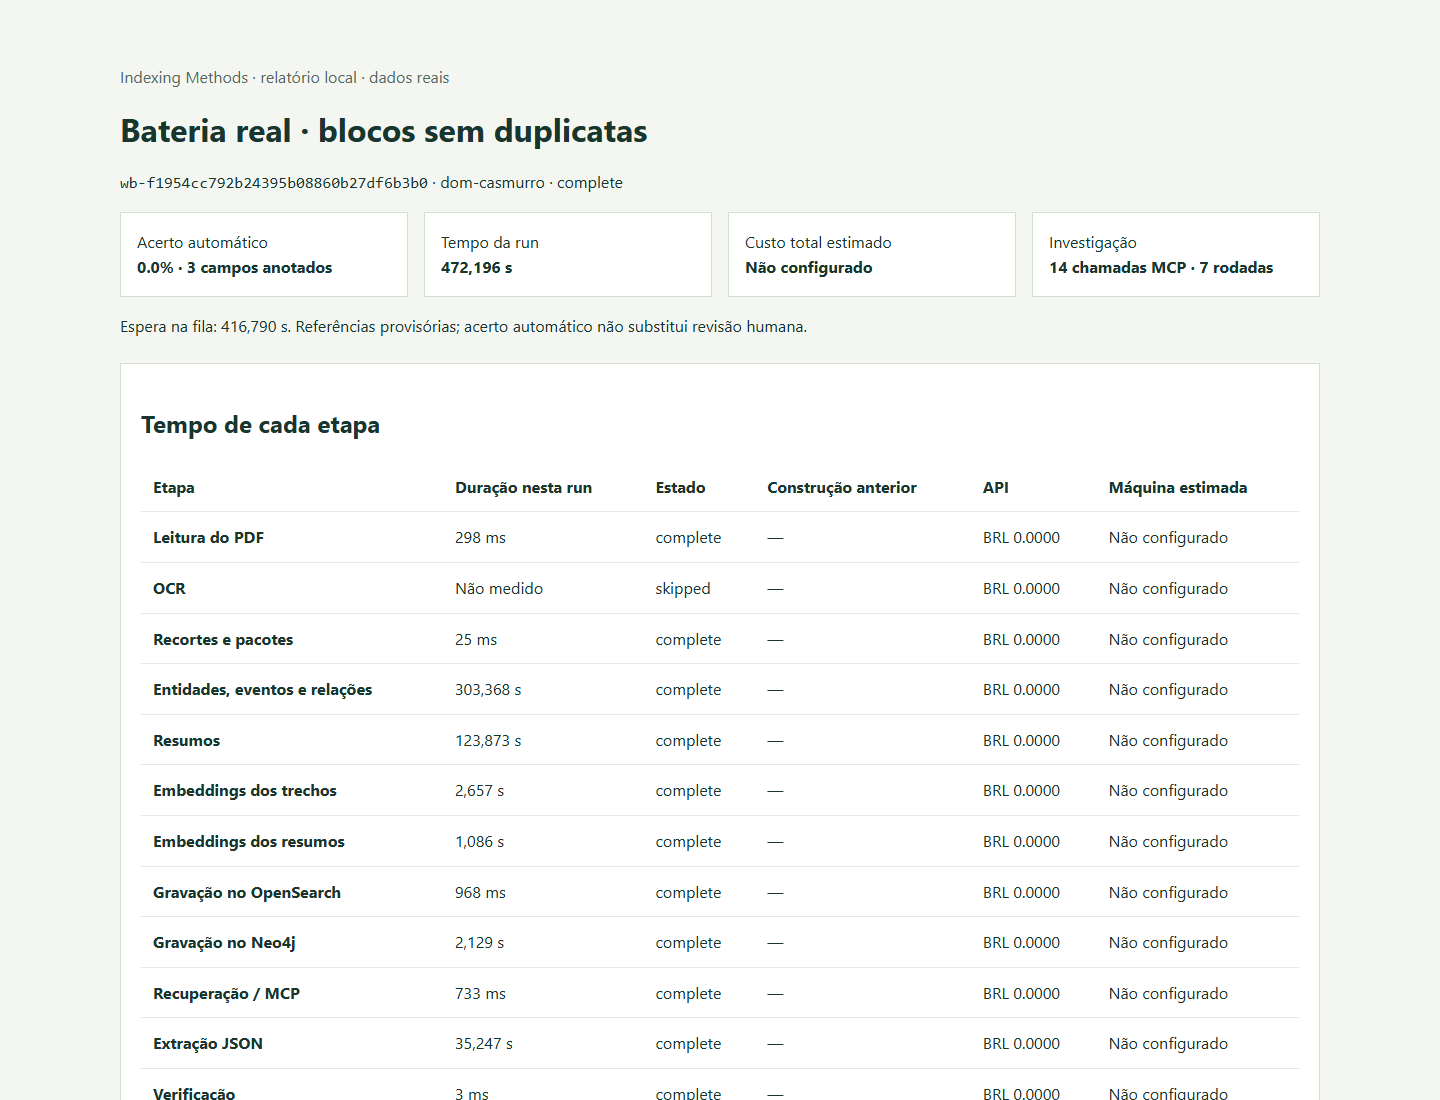 Indexing Methods · relatório local · dados reais
Bateria real · blocos sem duplicatas
wb-f1954cc792b24395b08860b27df6b3b0 · dom-casmurro · complete
Acerto automático
0.0% · 3 campos anotados
Tempo da run
472,196 s
Custo total estimado
Não configurado
Investigação
14 chamadas MCP · 7 rodadas
Espera na fila: 416,790 s. Referências provisórias; acerto automático não substitui revisão humana.
Tempo de cada etapa
Etapa Duração nesta run Estado Construção anterior API Máquina estimada
Leitura do PDF 298 ms complete — BRL 0.0000 Não configurado
OCR Não medido skipped — BRL 0.0000 Não configurado
Recortes e pacotes 25 ms complete — BRL 0.0000 Não configurado
Entidades, eventos e relações 303,368 s complete — BRL 0.0000 Não configurado
Resumos 123,873 s complete — BRL 0.0000 Não configurado
Embeddings dos trechos 2,657 s complete — BRL 0.0000 Não configurado
Embeddings dos resumos 1,086 s complete — BRL 0.0000 Não configurado
Gravação no OpenSearch 968 ms complete — BRL 0.0000 Não configurado
Gravação no Neo4j 2,129 s complete — BRL 0.0000 Não configurado
Recuperação / MCP 733 ms complete — BRL 0.0000 Não configurado
Extração JSON 35,247 s complete — BRL 0.0000 Não configurado
Verificação 3 ms complete — BRL 0.0000 Não configurado